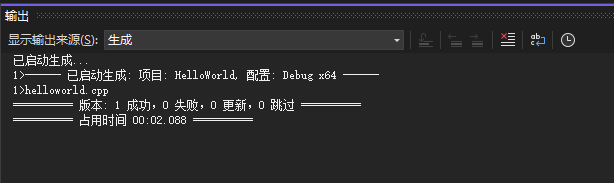 输出
显示输出来源(S): 生成
已启动生成...
1>—————— 已启动生成: 项目: HelloWorld, 配置: Debug x64 ——————
1>helloworld.cpp
========== 版本: 1 成功，0 失败，0 更新，0 跳过 ==========
========== 占用时间 00:02.088 ==========